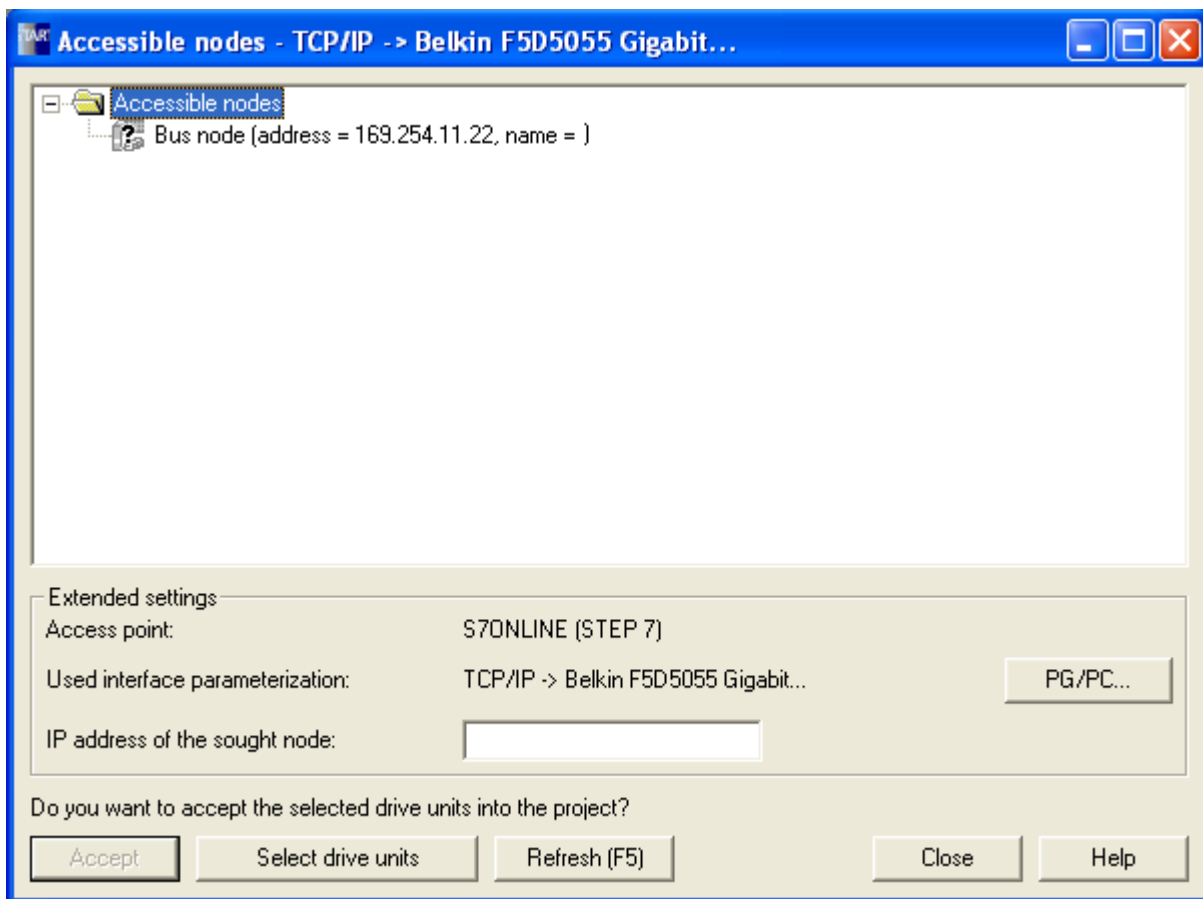 TAR
Accessible nodes - TCP/IP -> Belkin F5D5055 Gigabit...
Accessible nodes
Bus node (address = 169.254.11.22, name = )
Extended settings
Access point: S7ONLINE (STEP 7)
Used interface parameterization: TCP/IP -> Belkin F5D5055 Gigabit... PG/PC...
IP address of the sought node:
Do you want to accept the selected drive units into the project?
Accept Select drive units Refresh (F5) Close Help